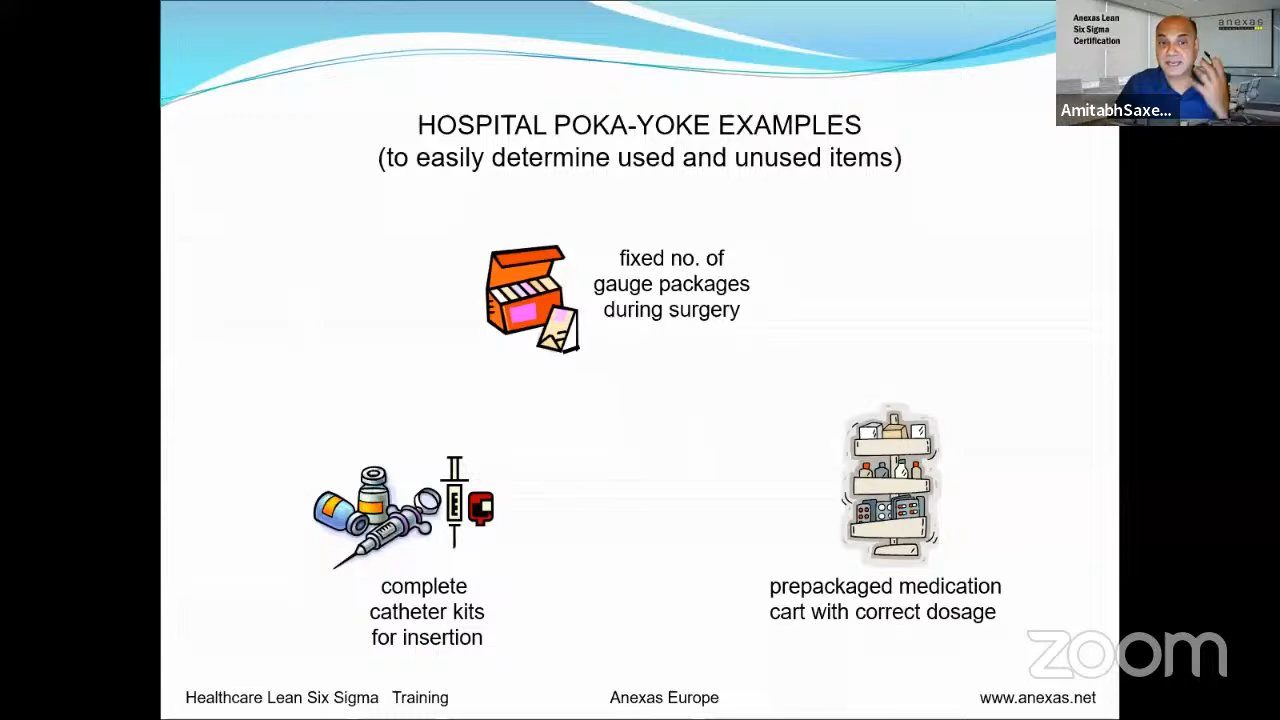 Anexas Lean
Six Sigma
Certification
anexas
AmitabhSaxe...
HOSPITAL POKA-YOKE EXAMPLES
(to easily determine used and unused items)
fixed no. of
gauge packages
during surgery
complete
catheter kits
for insertion
prepackaged medication
cart with correct dosage
zoom
Healthcare Lean Six Sigma Training
Anexas Europe
www.anexas.net